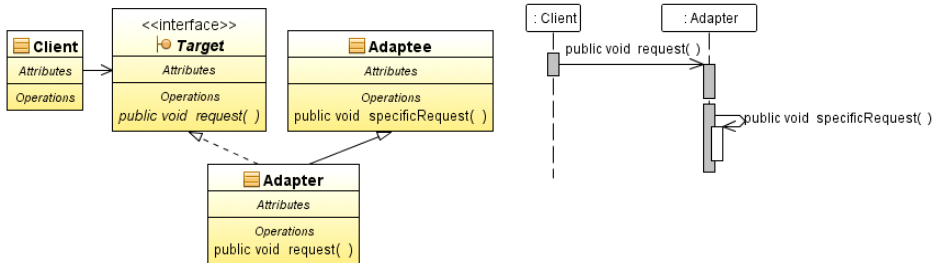 Client
Attributes
Operations
<<interface>>
Target
Attributes
Operations
public void request( )
Adaptee
Attributes
Operations
public void specificRequest( )
Adapter
Attributes
Operations
public void request( )
: Client
: Adapter
public void request( )
public void specificRequest( )